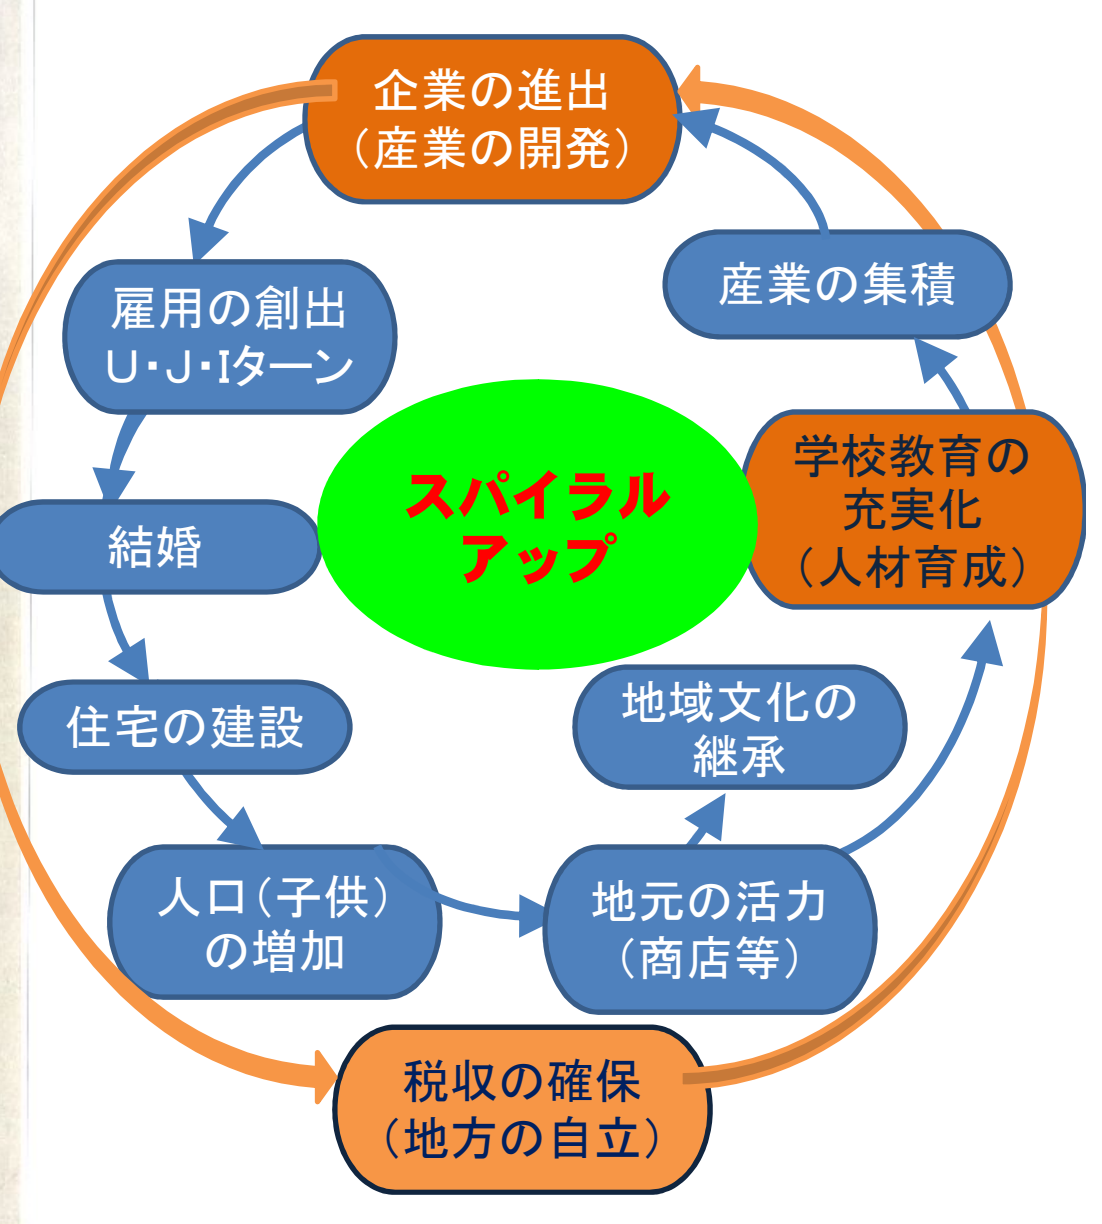 企業の進出
（産業の開発）
産業の集積
雇用の創出
U・J・Iターン
学校教育の
充実化
（人材育成）
スパイラル
アップ
結婚
住宅の建設
地域文化の
継承
人口（子供）
の増加
地元の活力
（商店等）
税収の確保
（地方の自立）